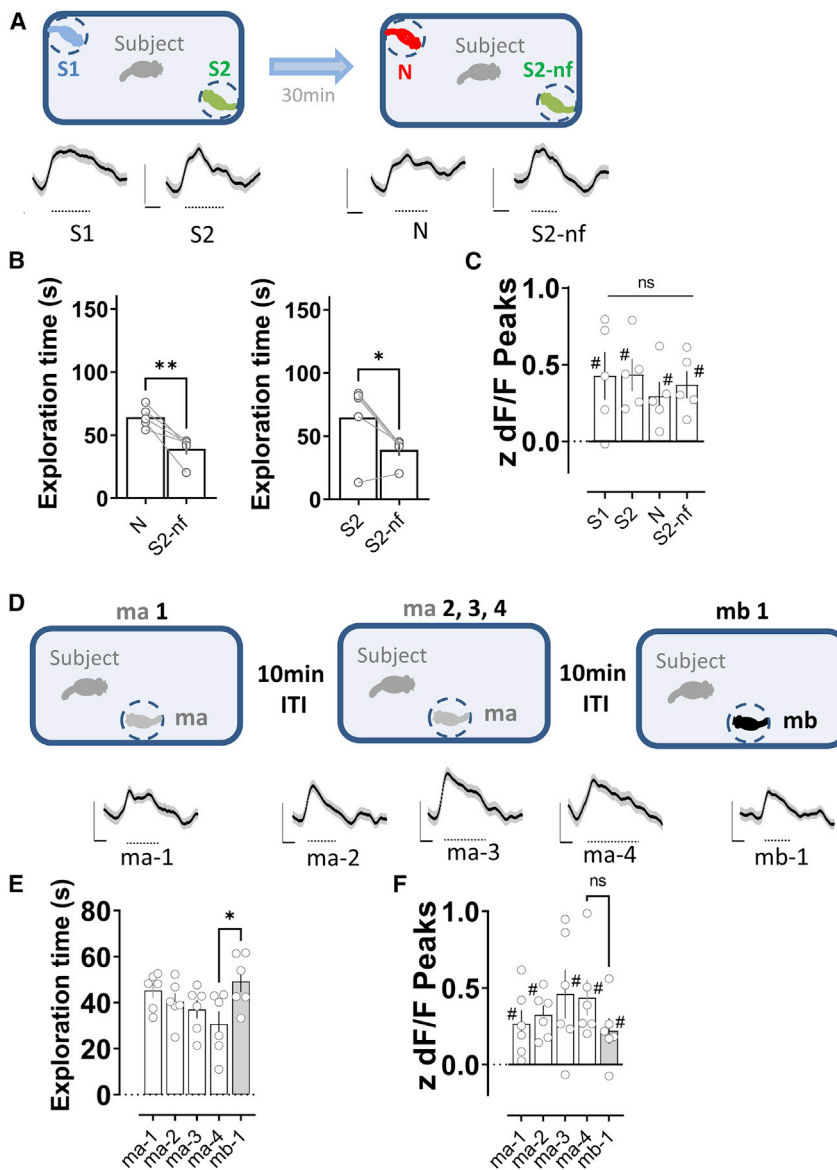 A
Subject
S1
S2
30min
Subject
N
S2-nf
S1
S2
N
S2-nf
B
Exploration time (s)
150
100
50
0
**
N
S2-nf
Exploration time (s)
150
100
50
0
*
S2
S2-nf
C
z dF/F Peaks
1.0
0.5
0.0
ns
#
#
#
#
S1
S2
N
S2-nf
D
ma 1
ma 2, 3, 4
mb 1
Subject
ma
10min
ITI
Subject
ma
10min
ITI
Subject
mb
ma-1
ma-2
ma-3
ma-4
mb-1
E
Exploration time (s)
80
60
40
20
0
*
ma-1
ma-2
ma-3
ma-4
mb-1
F
z dF/F Peaks
1.0
0.5
0.0
ns
#
#
#
#
#
ma-1
ma-2
ma-3
ma-4
mb-1